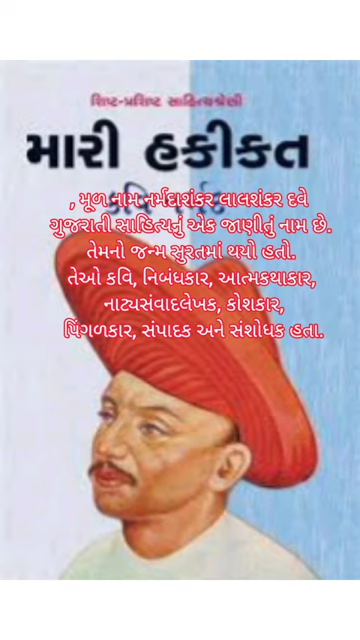 શિષ્ટ-પ્રશિષ્ટ સાહિત્યશ્રેણી
મારી હકીકત
, મૂળ નામ નર્મદાશંકર લાલશંકર દવે
ગુજરાતી સાહિત્યનું એક જાણીતું નામ છે.
તેમનો જન્મ સુરતમાં થયો હતો.
તેઓ કવિ, નિબંધકાર, આત્મકથાકાર,
નાટ્યસંવાદલેખક, કોશકાર,
પિંગળકાર, સંપાદક અને સંશોધક હતા.